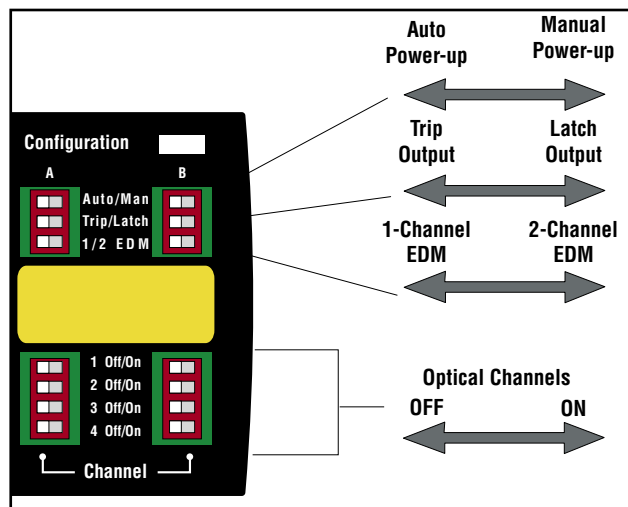 Auto Power-up
Manual Power-up
Trip Output
Latch Output
1-Channel EDM
2-Channel EDM
Configuration
A
B
Auto/Man
Trip/Latch
1/2 EDM
1 Off/On
2 Off/On
3 Off/On
4 Off/On
Channel
Optical Channels
OFF
ON